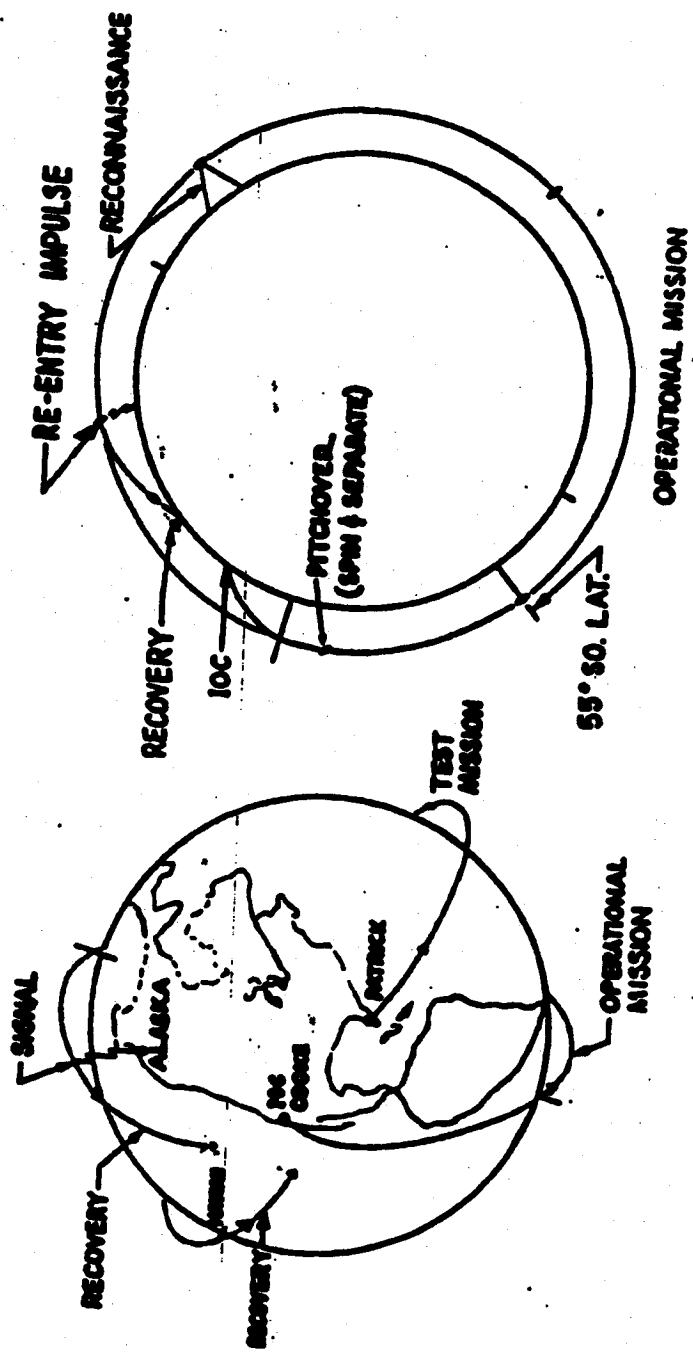 SIGNAL
RECOVERY
ALASKA
COOKE
PATRICK
RECOVERY
TEST
MISSION
OPERATIONAL
MISSION
RE-ENTRY IMPULSE
RECONNAISSANCE
RECOVERY
IOC
PITCHOVER
(SPIN & SEPARATE)
55° SO. LAT.
OPERATIONAL MISSION